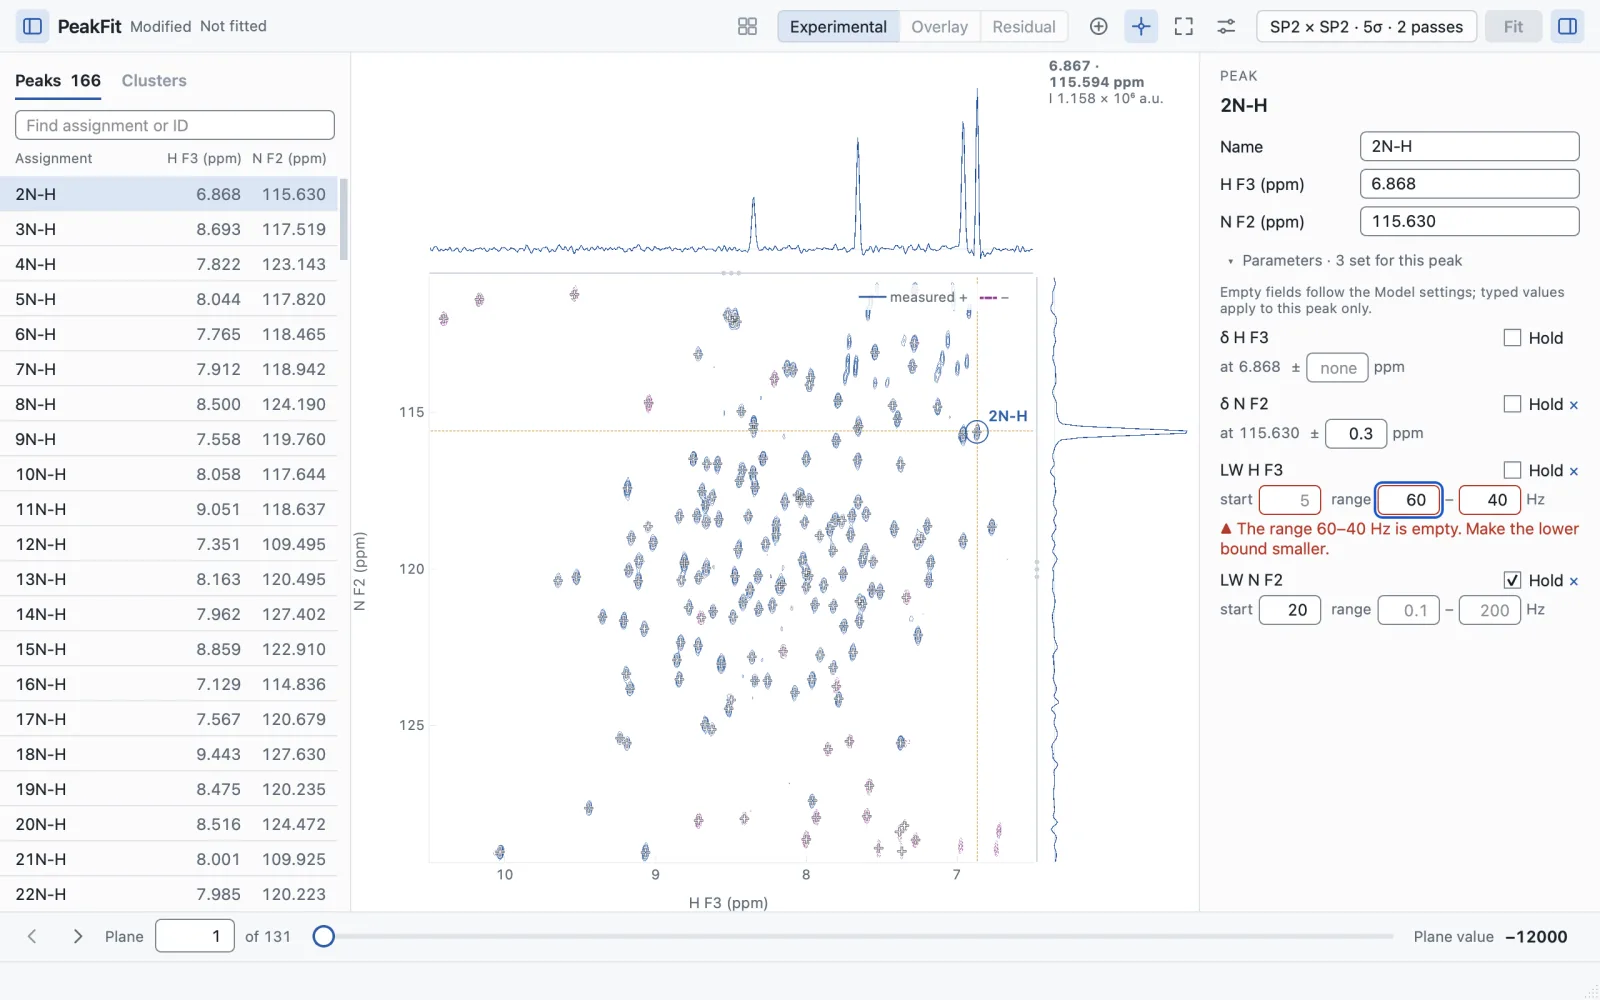 PeakFit Modified Not fitted
Experimental Overlay Residual
SP2 × SP2 · 5σ · 2 passes
Fit
Peaks 166 Clusters
Find assignment or ID
Assignment H F3 (ppm) N F2 (ppm)
2N-H 6.868 115.630
3N-H 8.693 117.519
4N-H 7.822 123.143
5N-H 8.044 117.820
6N-H 7.765 118.465
7N-H 7.912 118.942
8N-H 8.500 124.190
9N-H 7.558 119.760
10N-H 8.058 117.644
11N-H 9.051 118.637
12N-H 7.351 109.495
13N-H 8.163 120.495
14N-H 7.962 127.402
15N-H 8.859 122.910
16N-H 7.129 114.836
17N-H 7.567 120.679
18N-H 9.443 127.630
19N-H 8.475 120.235
20N-H 8.516 124.472
21N-H 8.001 109.925
22N-H 7.985 120.223
6.867 ·
115.594 ppm
I 1.158 × 10⁶ a.u.
measured + −
2N-H
115
120
125
N F2 (ppm)
10 9 8 7
H F3 (ppm)
PEAK
2N-H
Name 2N-H
H F3 (ppm) 6.868
N F2 (ppm) 115.630
▾ Parameters · 3 set for this peak
Empty fields follow the Model settings; typed values
apply to this peak only.
δ H F3 Hold
at 6.868 ± none ppm
δ N F2 Hold ×
at 115.630 ± 0.3 ppm
LW H F3 Hold ×
start 5 range 60 – 40 Hz
▲ The range 60–40 Hz is empty. Make the lower
bound smaller.
LW N F2 ✓ Hold ×
start 20 range 0.1 – 200 Hz
Plane 1 of 131
Plane value −12000